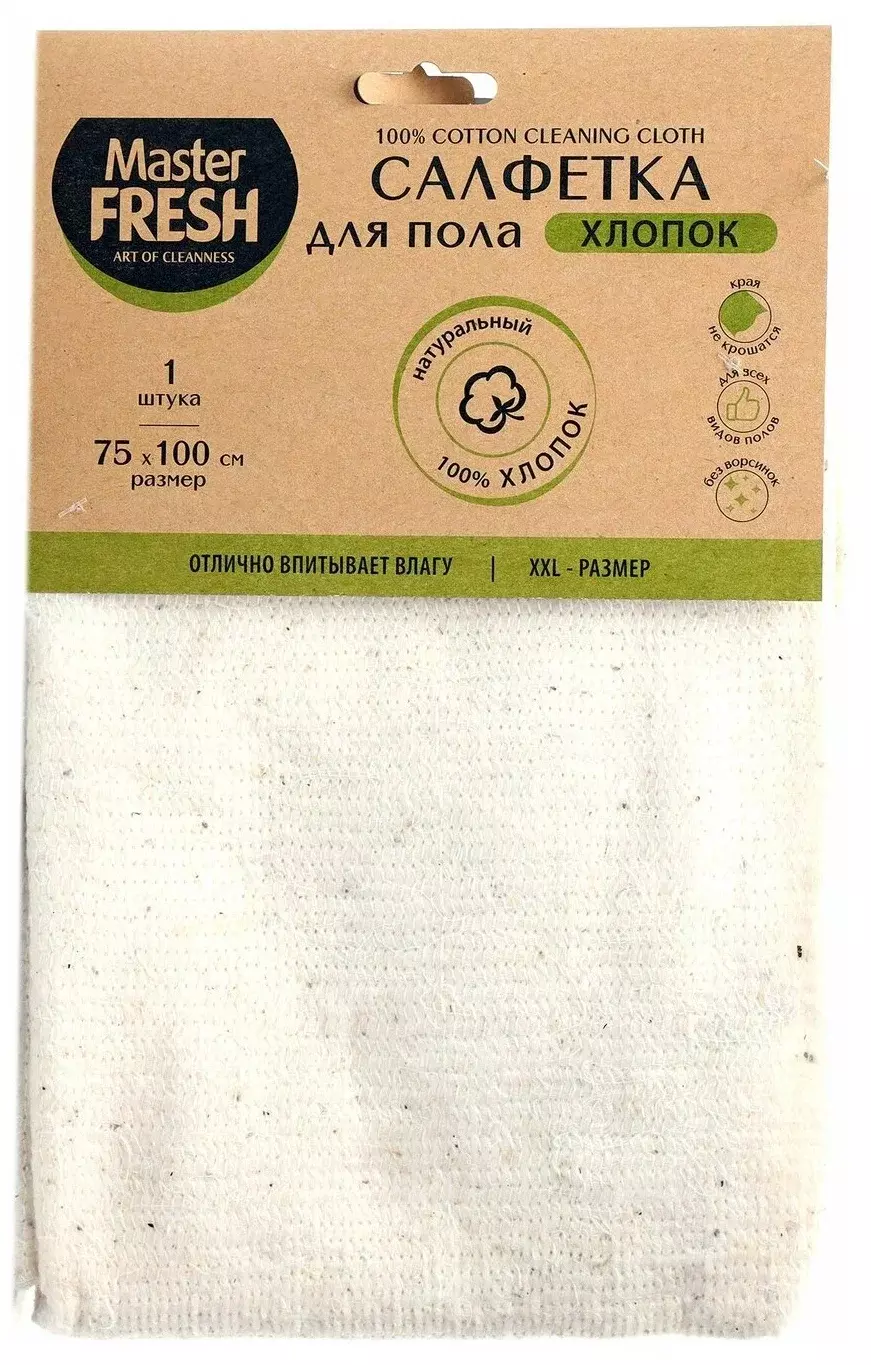 100% COTTON CLEANING CLOTH
Master
FRESH
ART OF CLEANNESS
САЛФЕТКА
для пола ХЛОПОК
1
штука
75 x 100 см
размер
натуральный
100% ХЛОПОК
края
не крошатся
для всех
видов полов
без ворсинок
ОТЛИЧНО ВПИТЫВАЕТ ВЛАГУ | XXL - РАЗМЕР